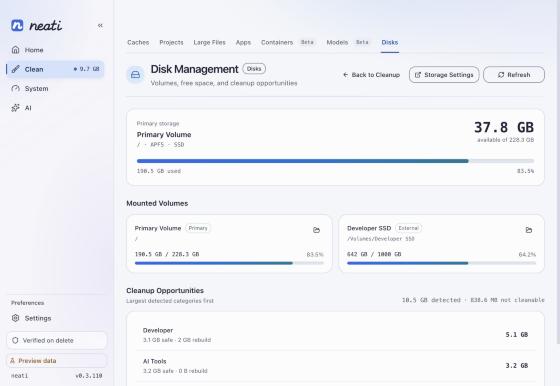 neati
Home
Clean 9.7 GB
System
AI
Preferences
Settings
Verified on delete
Preview data
neati v0.3.110
Caches Projects Large Files Apps Containers Beta Models Beta Disks
Disk Management Disks
Volumes, free space, and cleanup opportunities
Back to Cleanup Storage Settings Refresh
Primary storage
Primary Volume
/ · APFS · SSD
37.8 GB
available of 228.3 GB
190.5 GB used 83.5%
Mounted Volumes
Primary Volume Primary
/
190.5 GB / 228.3 GB 83.5%
Developer SSD External
/Volumes/Developer SSD
642 GB / 1000 GB 64.2%
Cleanup Opportunities
Largest detected categories first
10.5 GB detected · 838.6 MB not cleanable
Developer
3.1 GB safe · 2 GB rebuild
5.1 GB
AI Tools
3.2 GB safe · 0 B rebuild
3.2 GB